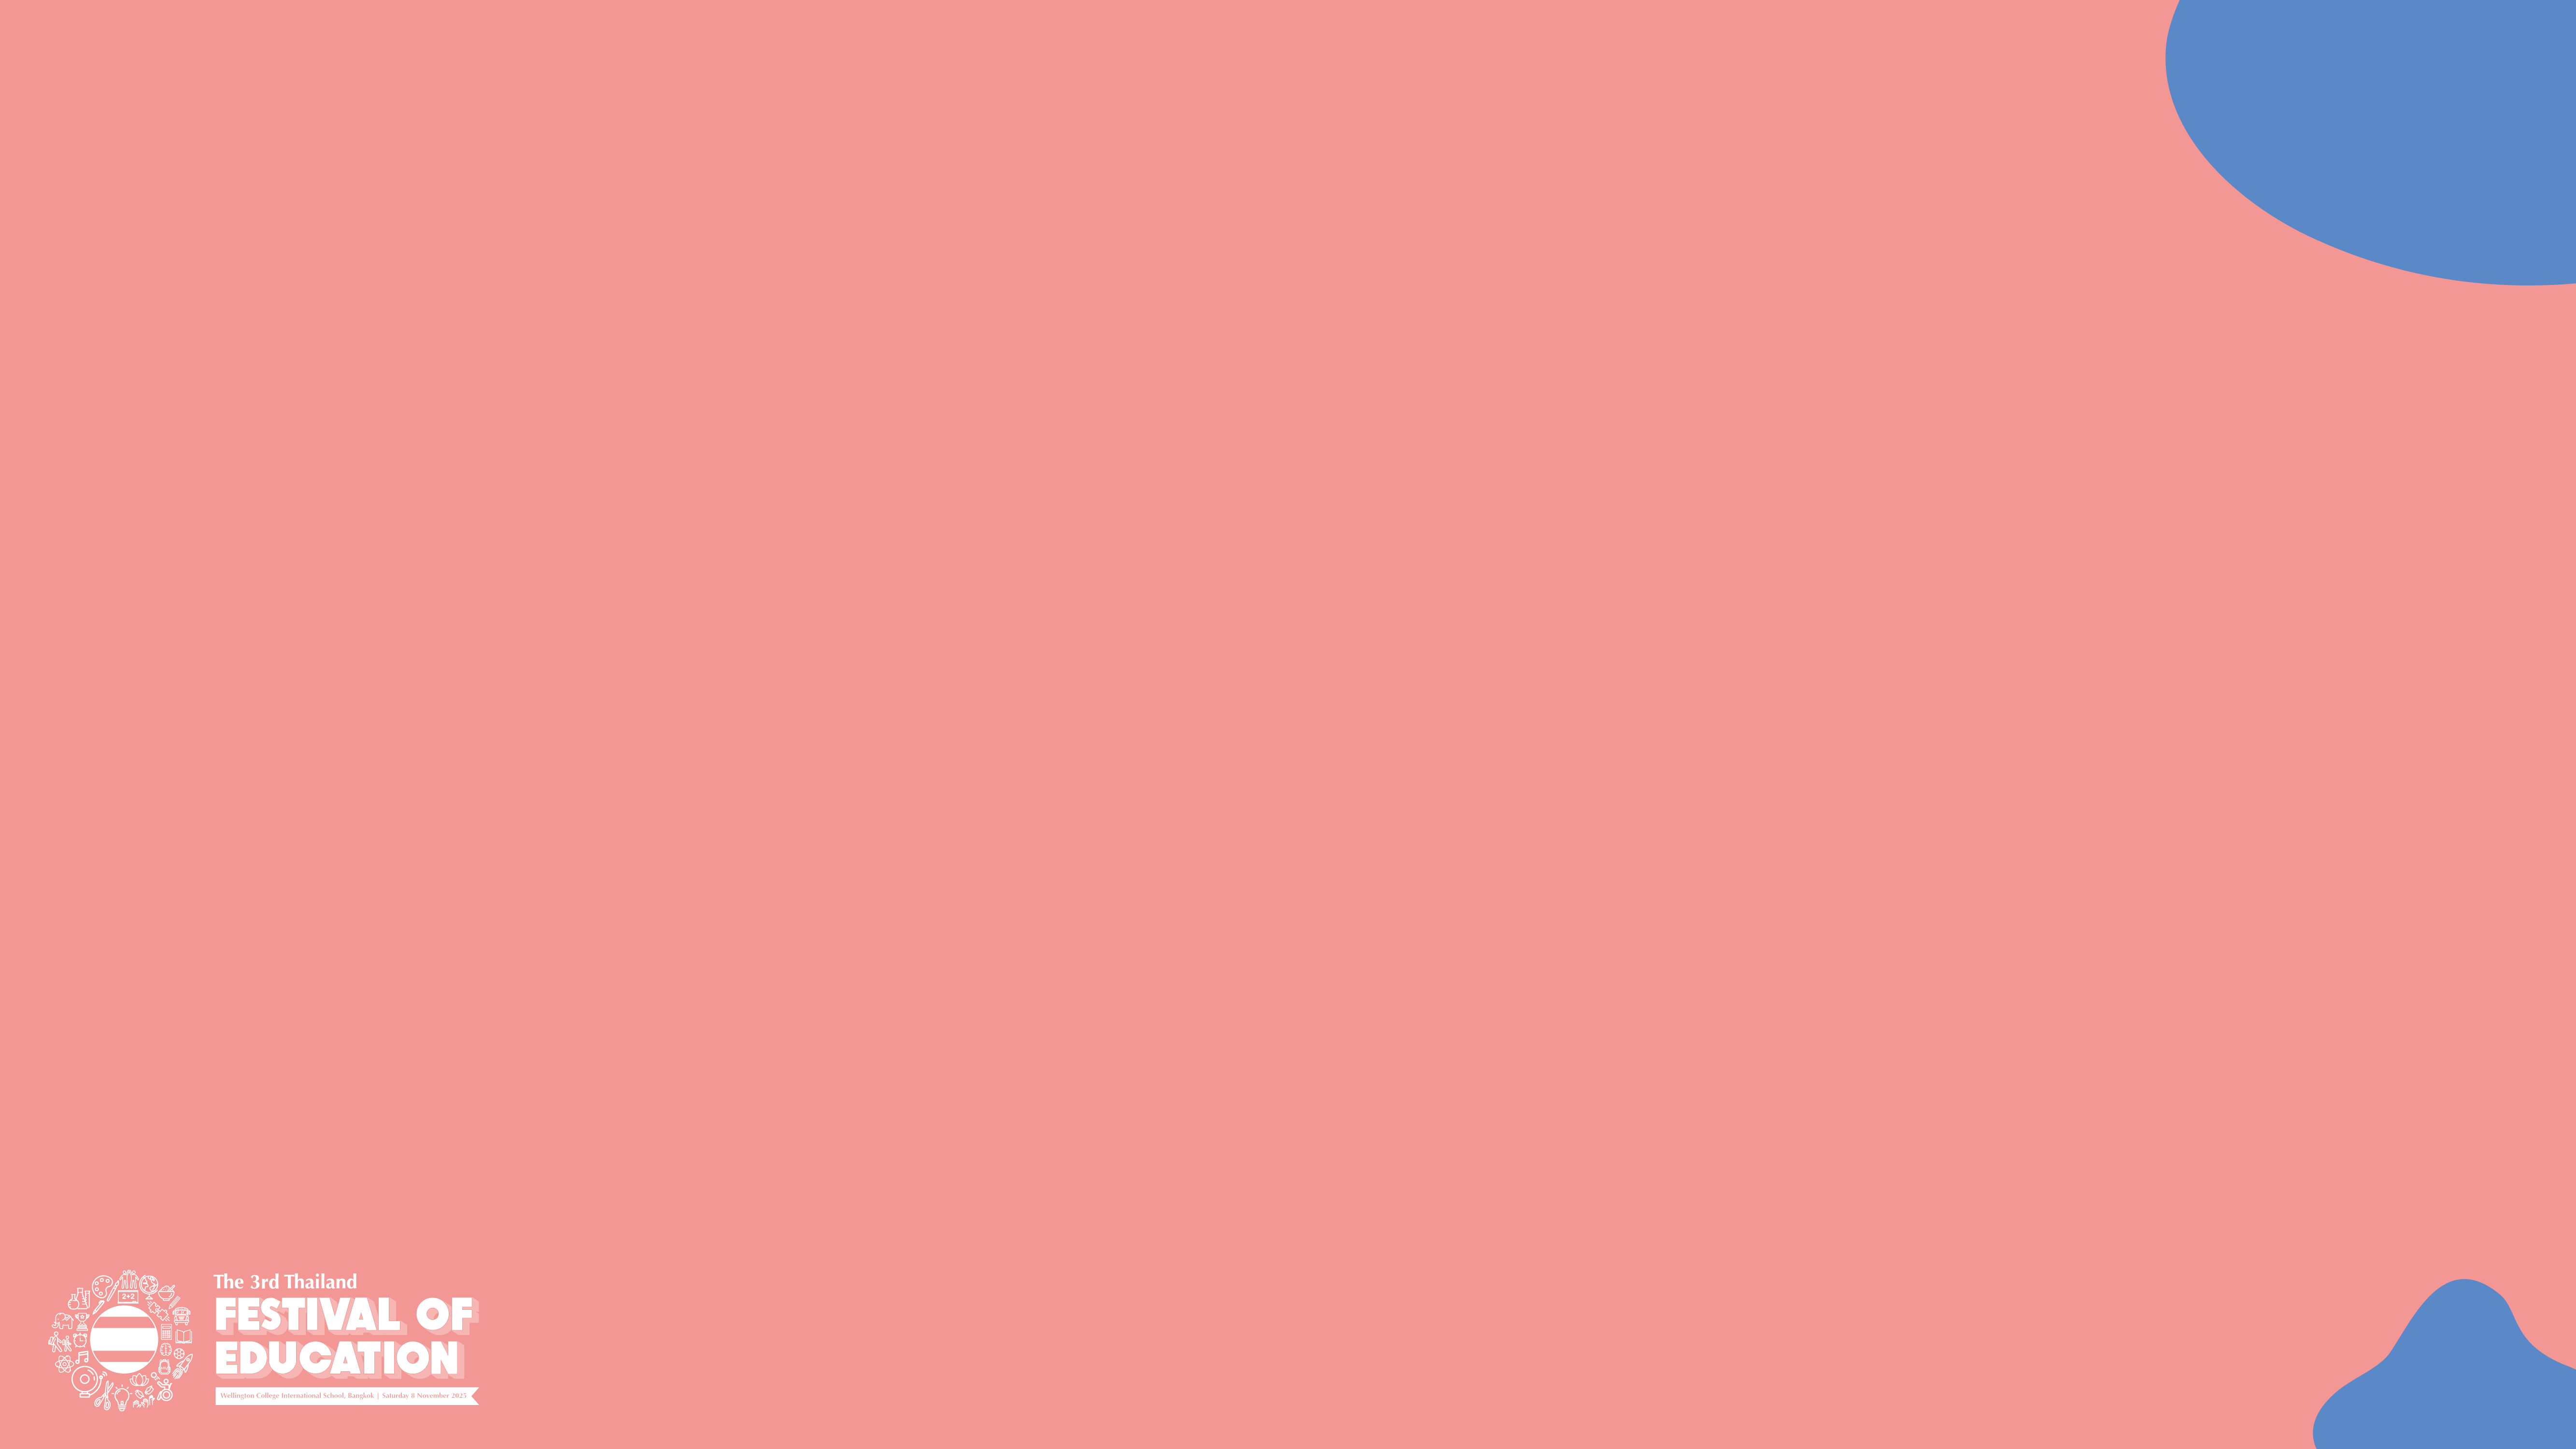 The 3rd Thailand
FESTIVAL OF
EDUCATION
Wellington College International School, Bangkok | Saturday 8 November 2025
2+2